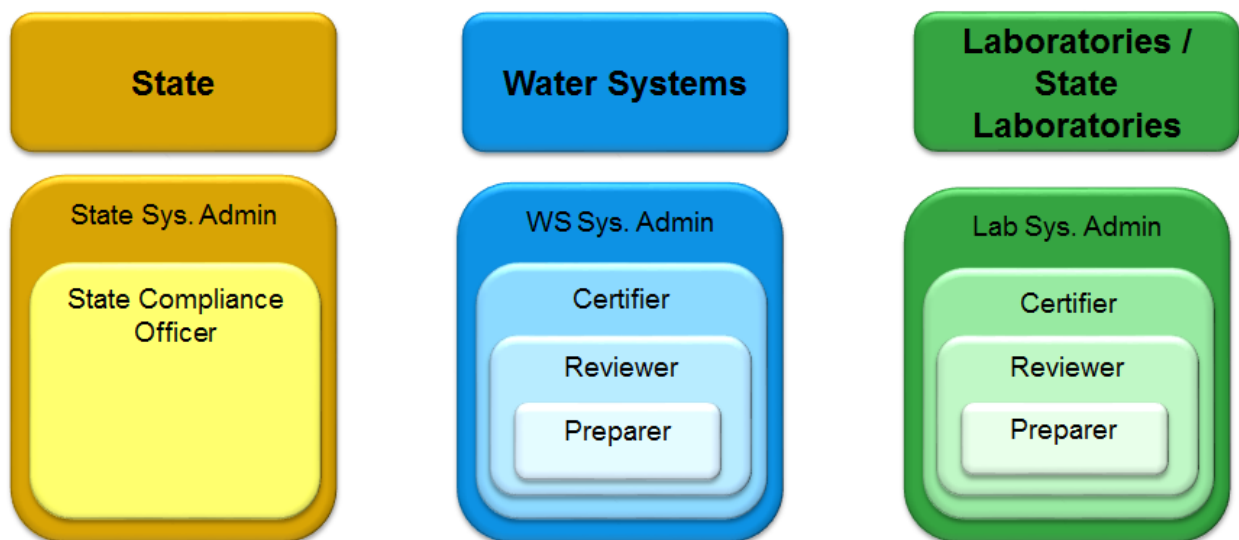 State
Water Systems
Laboratories /
State
Laboratories
State Sys. Admin
State Compliance
Officer
WS Sys. Admin
Certifier
Reviewer
Preparer
Lab Sys. Admin
Certifier
Reviewer
Preparer